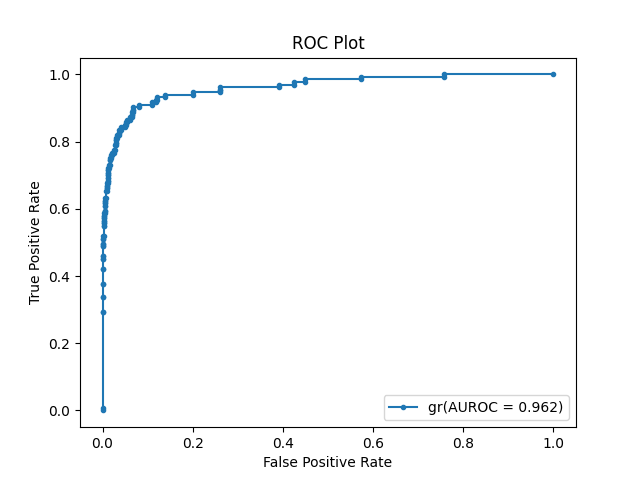 ROC Plot
True Positive Rate
1.0
0.8
0.6
0.4
0.2
0.0
gr(AUROC = 0.962)
0.0 0.2 0.4 0.6 0.8 1.0
False Positive Rate